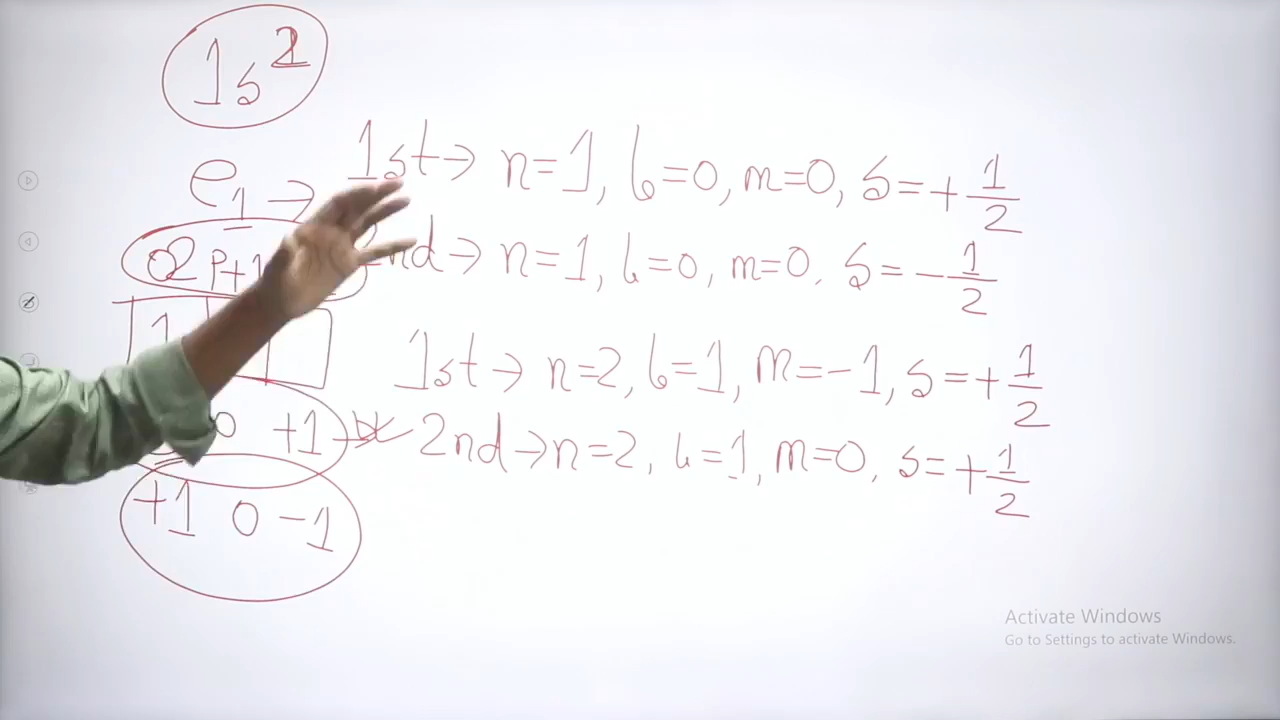 1s²
e₁ → 1st → n=1, l=0, m=0, s=+1/2
2nd → n=1, l=0, m=0, s=-1/2
1st → n=2, l=1, m=-1, s=+1/2
0 +1 2nd → n=2, l=1, m=0, s=+1/2
+1 0 -1
Activate Windows
Go to Settings to activate Windows.